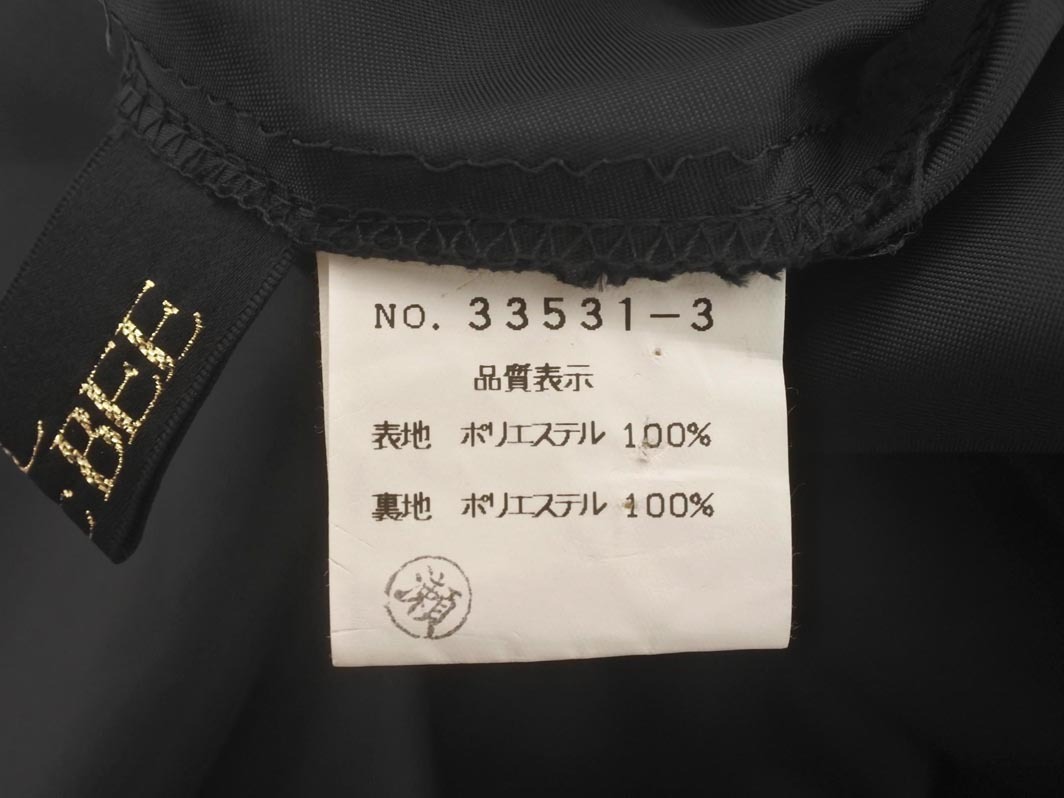 BEE
NO. 33531-3
品質表示
表地 ポリエステル 100%
裏地 ポリエステル 100%
瀬